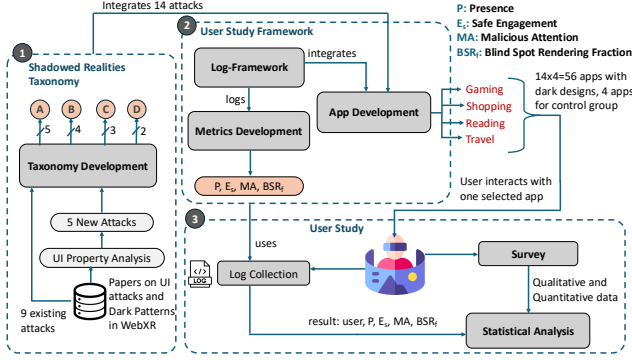 Integrates 14 attacks
P: Presence
Es: Safe Engagement
MA: Malicious Attention
BSRf: Blind Spot Rendering Fraction
1
Shadowed Realities
Taxonomy
A
B
C
D
5
4
3
2
Taxonomy Development
5 New Attacks
UI Property Analysis
9 existing
attacks
Papers on UI
attacks and
Dark Patterns
in WebXR
2
User Study Framework
Log-Framework
integrates
logs
Metrics Development
App Development
P, Es, MA, BSRf
Gaming
Shopping
Reading
Travel
14x4=56 apps with
dark designs, 4 apps
for control group
User interacts with
one selected app
3
User Study
uses
LOG
Log Collection
Survey
Qualitative and
Quantitative data
result: user, P, Es, MA, BSRf
Statistical Analysis